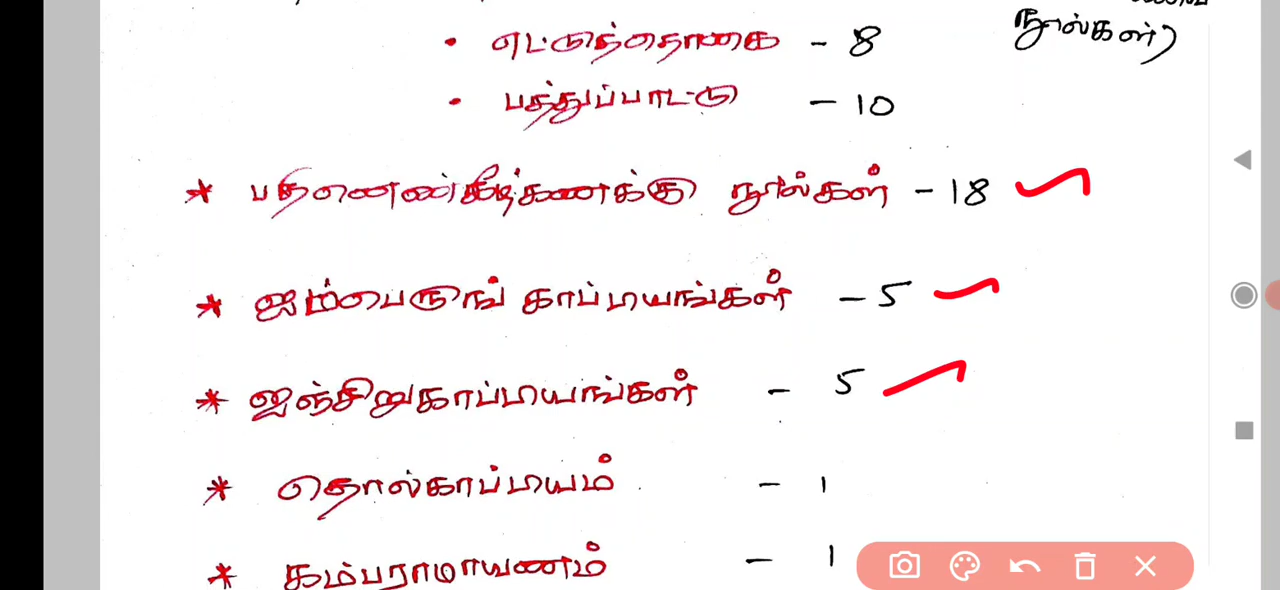 நூல்கள்)
• எட்டுத்தொகை - 8
• பத்துப்பாட்டு - 10
* பதினெண்கீழ்கணக்கு நூல்கள் - 18
* ஐம்பெருங் காப்பியங்கள் - 5
* ஐஞ்சிறுகாப்பியங்கள் - 5
* தொல்காப்பியம் - 1
* கம்பராமாயணம் - 1